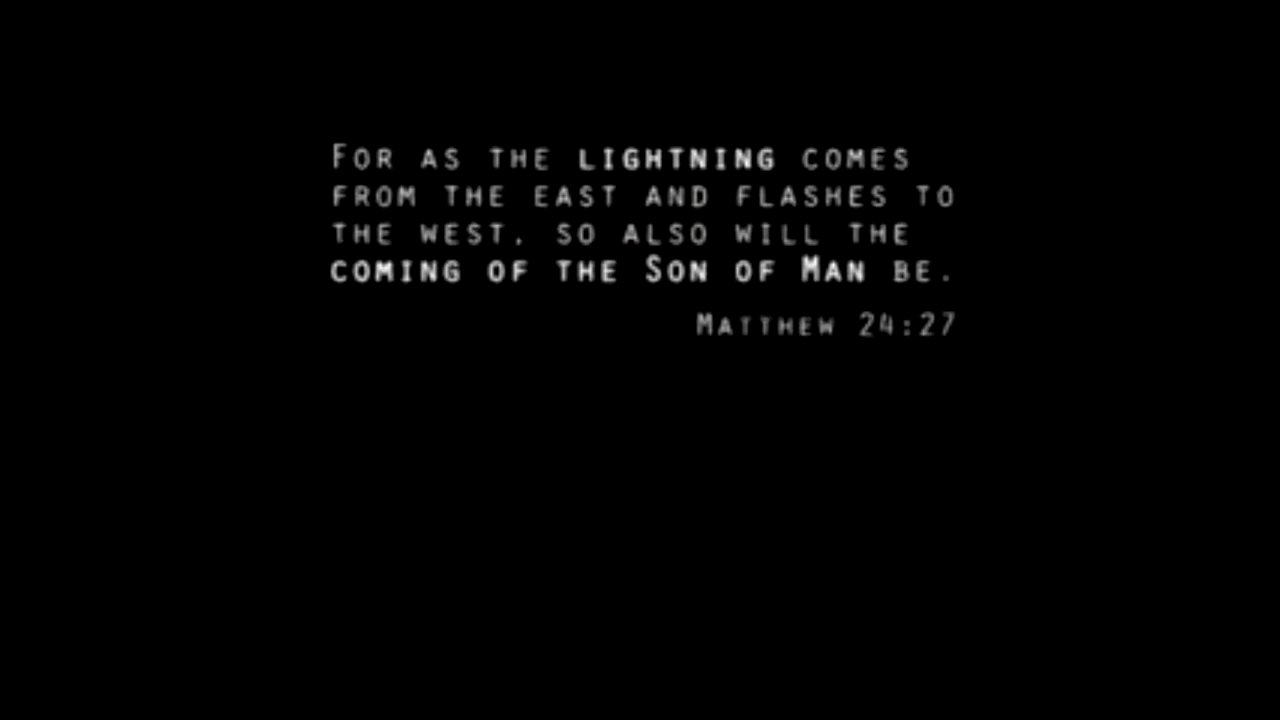 For as the lightning comes
from the east and flashes to
the west, so also will the
coming of the Son of Man be.
Matthew 24:27